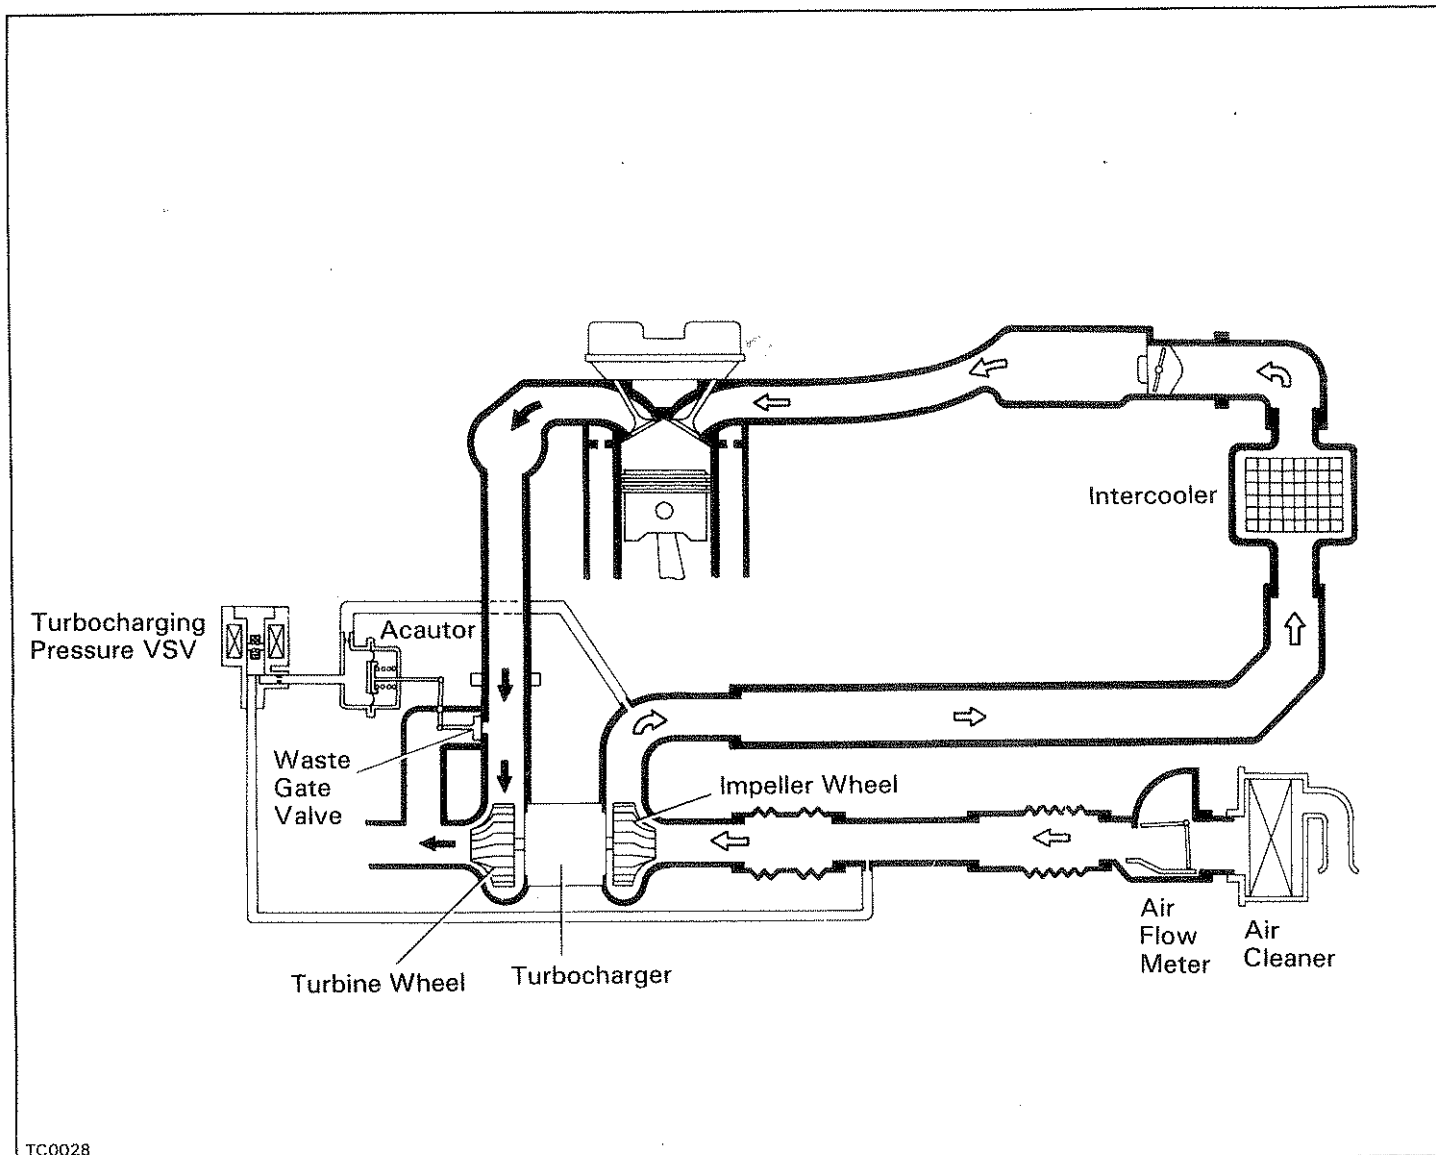 Intercooler
Turbocharging
Pressure VSV
Acautor
Waste
Gate
Valve
Impeller Wheel
Turbine Wheel
Turbocharger
Air
Flow
Meter
Air
Cleaner
TC0028